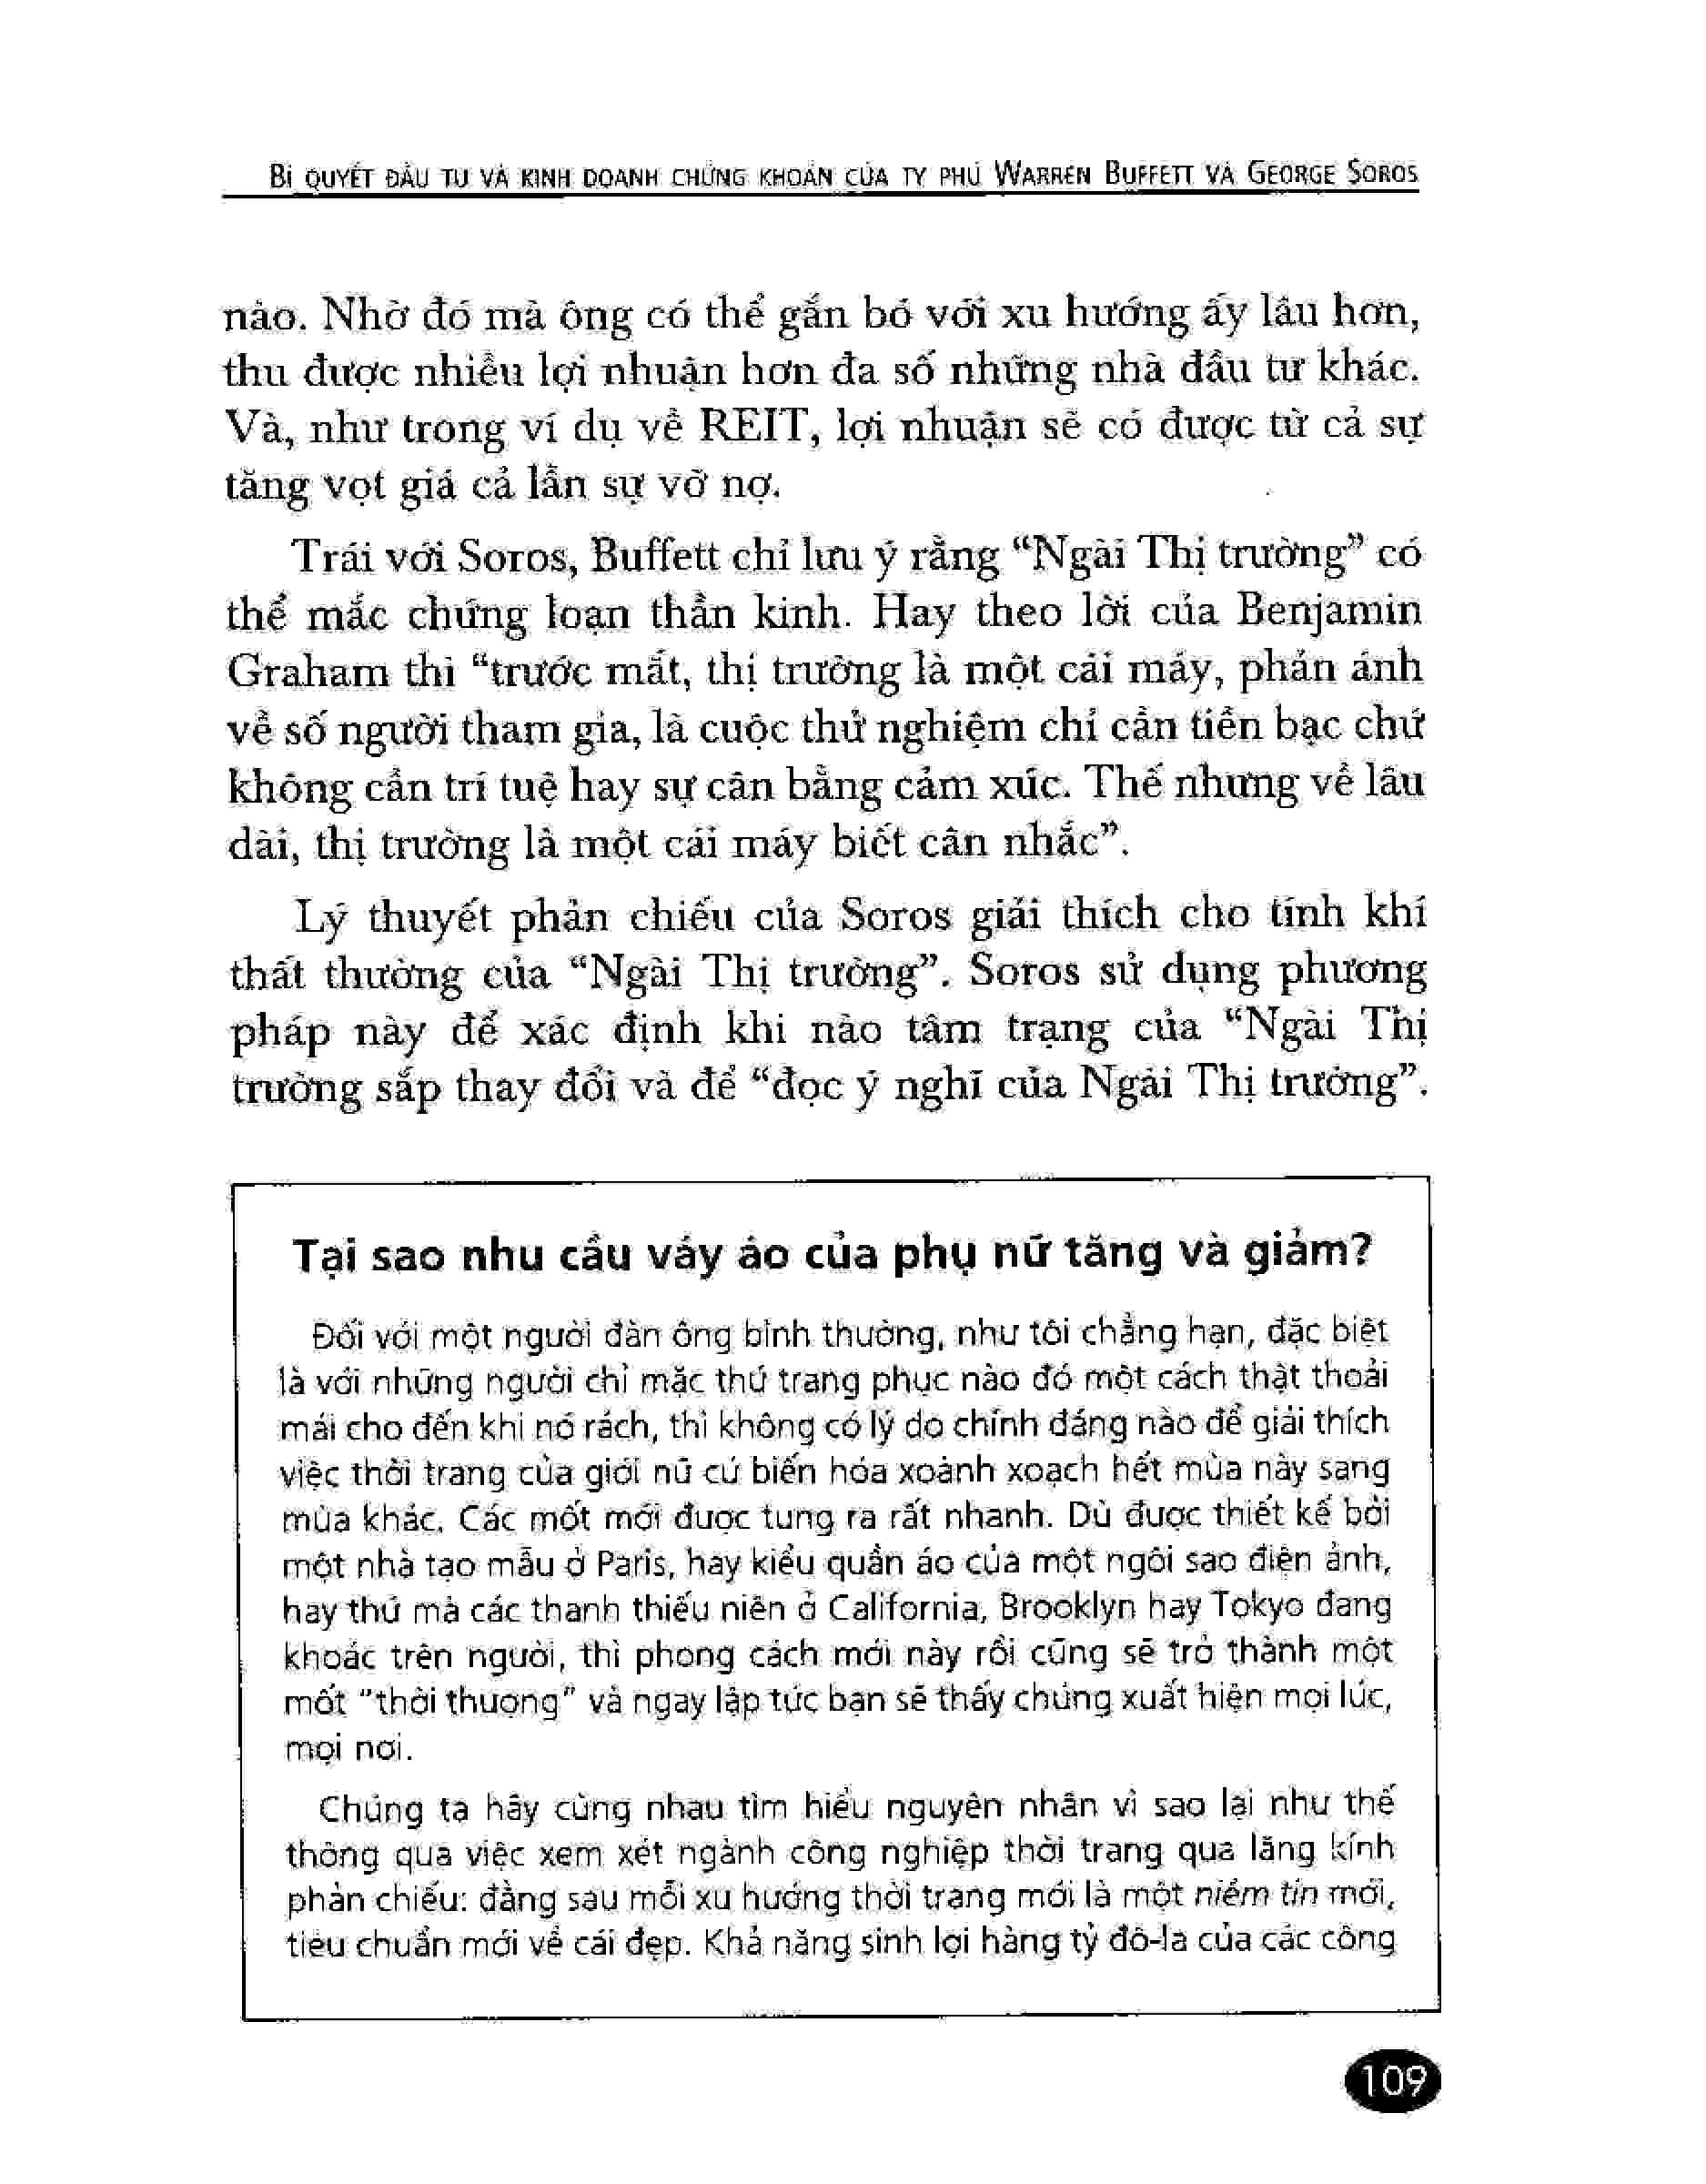 BÍ QUYẾT ĐẦU TƯ VÀ KINH DOANH CHỨNG KHOÁN CỦA TỶ PHÚ WARREN BUFFETT VÀ GEORGE SOROS
nào. Nhờ đó mà ông có thể gắn bó với xu hướng ấy lâu hơn,
thu được nhiều lợi nhuận hơn đa số những nhà đầu tư khác.
Và, như trong ví dụ về REIT, lợi nhuận sẽ có được từ cả sự
tăng vọt giá cả lẫn sự vỡ nợ.
Trái với Soros, Buffett chỉ lưu ý rằng “Ngài Thị trường” có
thể mắc chứng loạn thần kinh. Hay theo lời của Benjamin
Graham thì “trước mắt, thị trường là một cái máy, phản ánh
về số người tham gia, là cuộc thử nghiệm chỉ cần tiền bạc chứ
không cần trí tuệ hay sự cân bằng cảm xúc. Thế nhưng về lâu
dài, thị trường là một cái máy biết cân nhắc”.
Lý thuyết phản chiếu của Soros giải thích cho tính khí
thất thường của “Ngài Thị trường”. Soros sử dụng phương
pháp này để xác định khi nào tâm trạng của “Ngài Thị
trường sắp thay đổi và để “đọc ý nghĩ của Ngài Thị trường”.
Tại sao nhu cầu váy áo của phụ nữ tăng và giảm?
Đối với một người đàn ông bình thường, như tôi chẳng hạn, đặc biệt
là với những người chỉ mặc thứ trang phục nào đó một cách thật thoải
mái cho đến khi nó rách, thì không có lý do chính đáng nào để giải thích
việc thời trang của giới nữ cứ biến hóa xoành xoạch hết mùa này sang
mùa khác. Các mốt mới được tung ra rất nhanh. Dù được thiết kế bởi
một nhà tạo mẫu ở Paris, hay kiểu quần áo của một ngôi sao điện ảnh,
hay thứ mà các thanh thiếu niên ở California, Brooklyn hay Tokyo đang
khoác trên người, thì phong cách mới này rồi cũng sẽ trở thành một
mốt “thời thượng” và ngay lập tức bạn sẽ thấy chúng xuất hiện mọi lúc,
mọi nơi.
Chúng ta hãy cùng nhau tìm hiểu nguyên nhân vì sao lại như thế
thông qua việc xem xét ngành công nghiệp thời trang qua lăng kính
phản chiếu: đằng sau mỗi xu hướng thời trang mới là một niềm tin mới,
tiêu chuẩn mới về cái đẹp. Khả năng sinh lợi hàng tỷ đô-la của các công
109